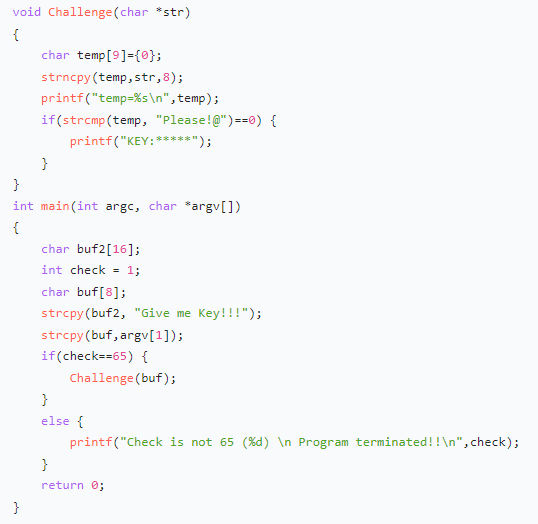 void Challenge(char *str)
{
    char temp[9]={0};
    strncpy(temp,str,8);
    printf("temp=%s\n",temp);
    if(strcmp(temp, "Please!@")==0) {
        printf("KEY:*****");
    }
}
int main(int argc, char *argv[])
{
    char buf2[16];
    int check = 1;
    char buf[8];
    strcpy(buf2, "Give me Key!!!");
    strcpy(buf,argv[1]);
    if(check==65) {
        Challenge(buf);
    }
    else {
        printf("Check is not 65 (%d) \n Program terminated!!\n",check);
    }
    return 0;
}